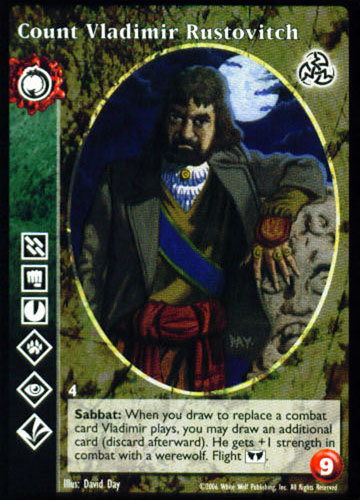 Count Vladimir Rustovitch
DAY.
4
Sabbat: When you draw to replace a combat
card Vladimir plays, you may draw an additional
card (discard afterward). He gets +1 strength in
combat with a werewolf. Flight
9
Illus: David Day
©2006 White Wolf Publishing, Inc. All Rights Reserved